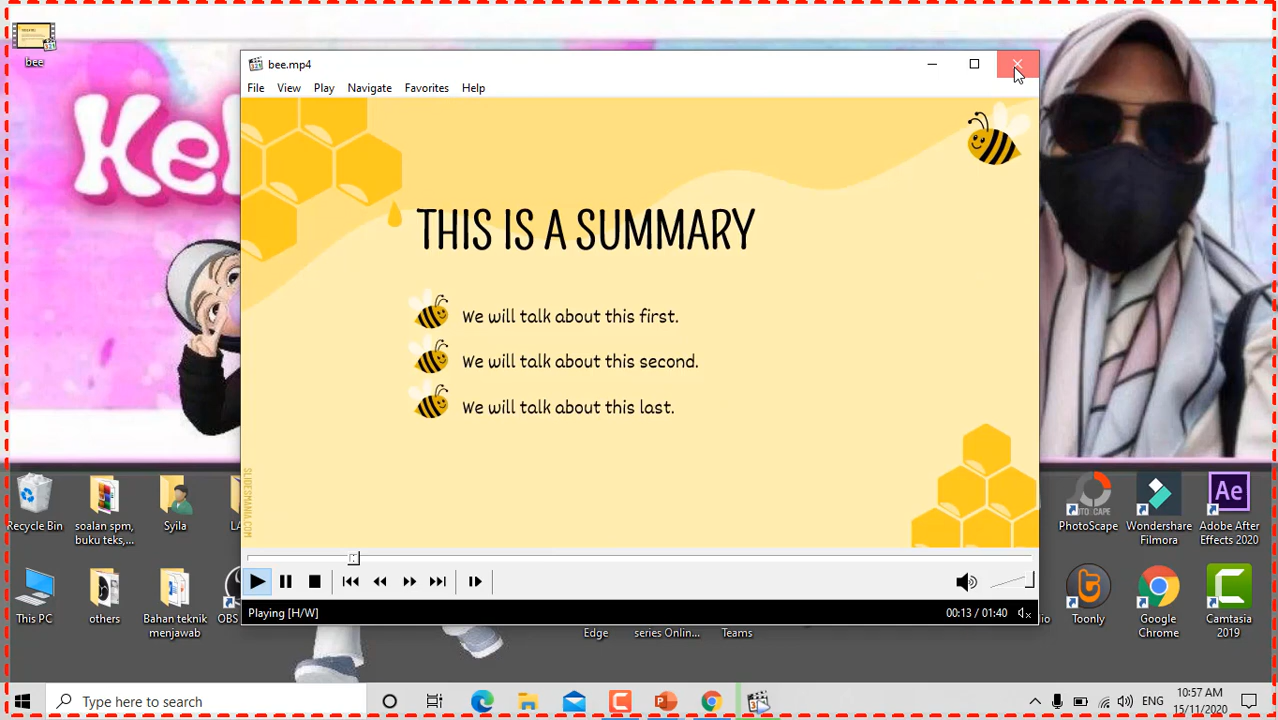 bee
bee.mp4
File View Play Navigate Favorites Help
THIS IS A SUMMARY
We will talk about this first.
We will talk about this second.
We will talk about this last.
SLIDESMANIA.COM
Recycle Bin
soalan spm,
buku teks,...
Syila
PhotoScape
Wondershare
Filmora
Adobe After
Effects 2020
This PC
others
Bahan teknik
menjawab
OBS
Edge
series Onlin...
Teams
Toonly
Google
Chrome
Camtasia
2019
Playing [H/W]
00:13 / 01:40
Type here to search
ENG
10:57 AM
15/11/2020